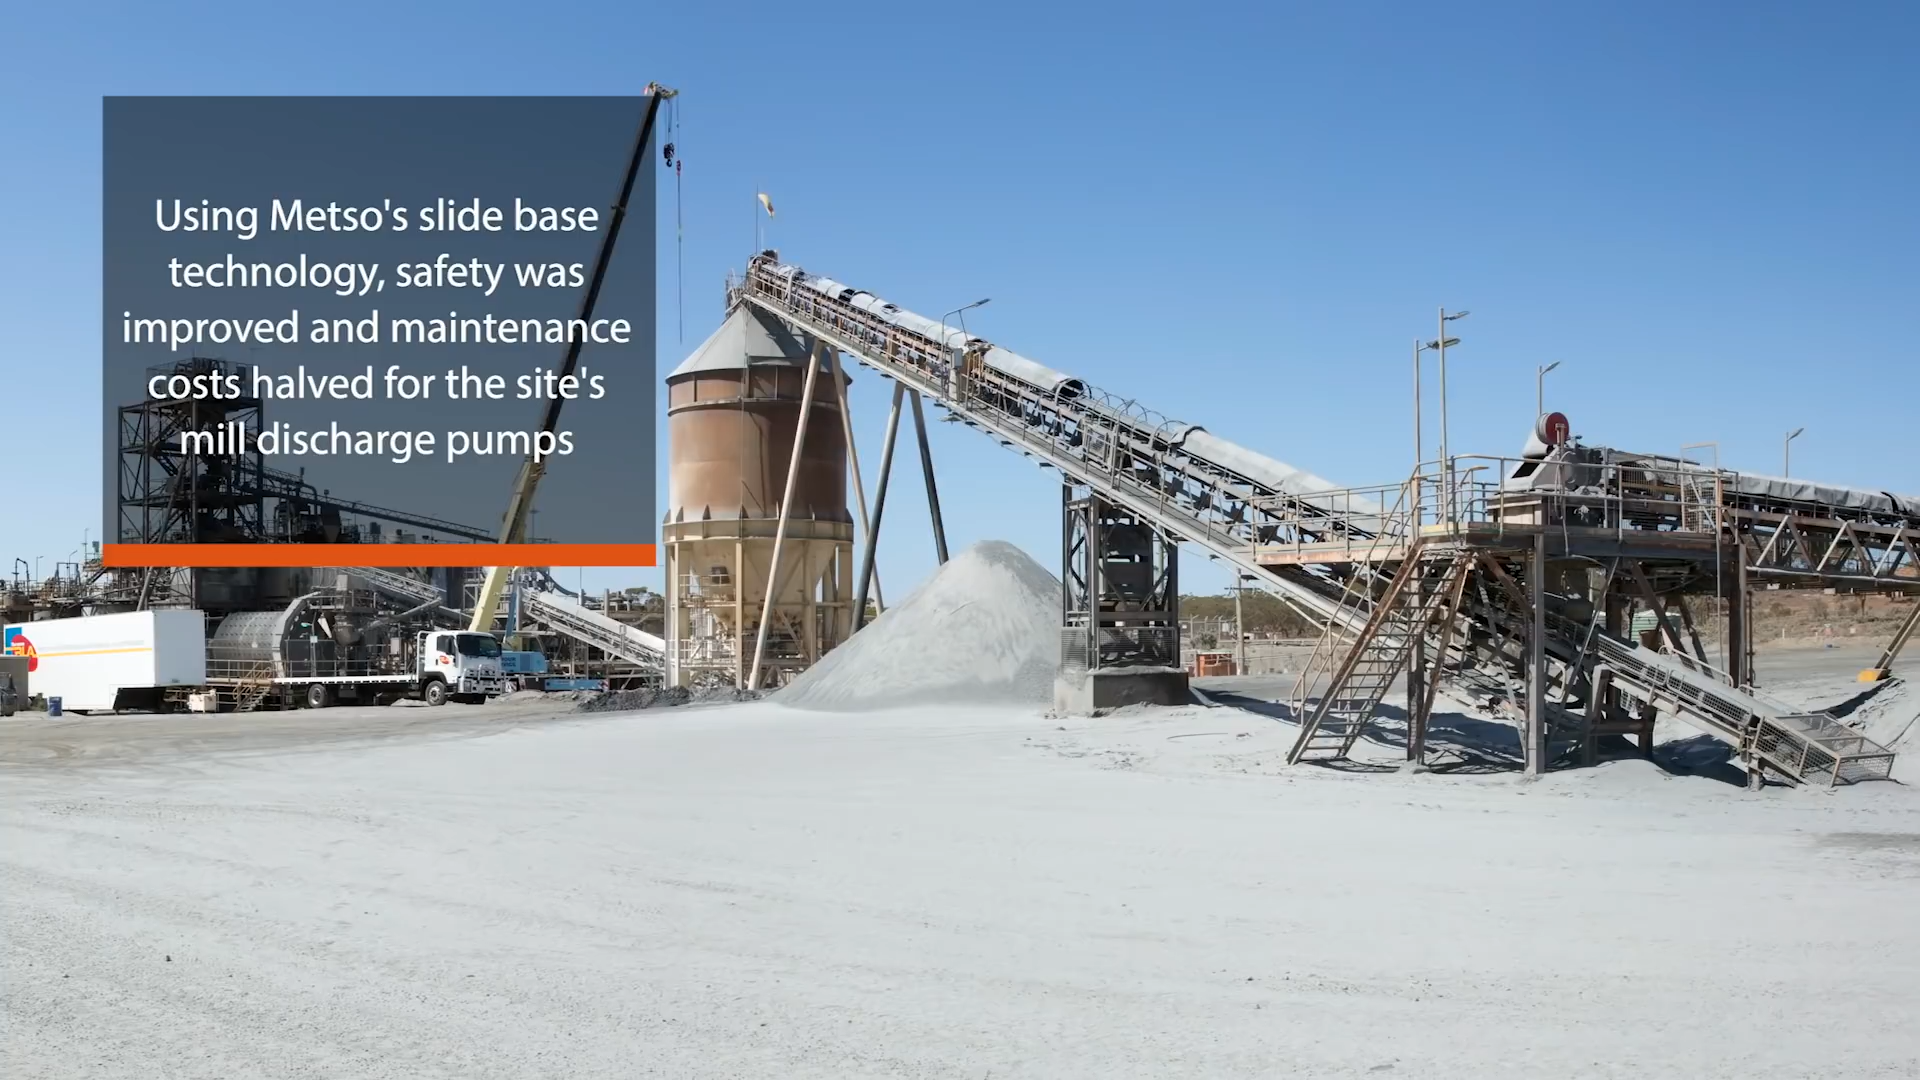 Using Metso's slide base
technology, safety was
improved and maintenance
costs halved for the site's
mill discharge pumps